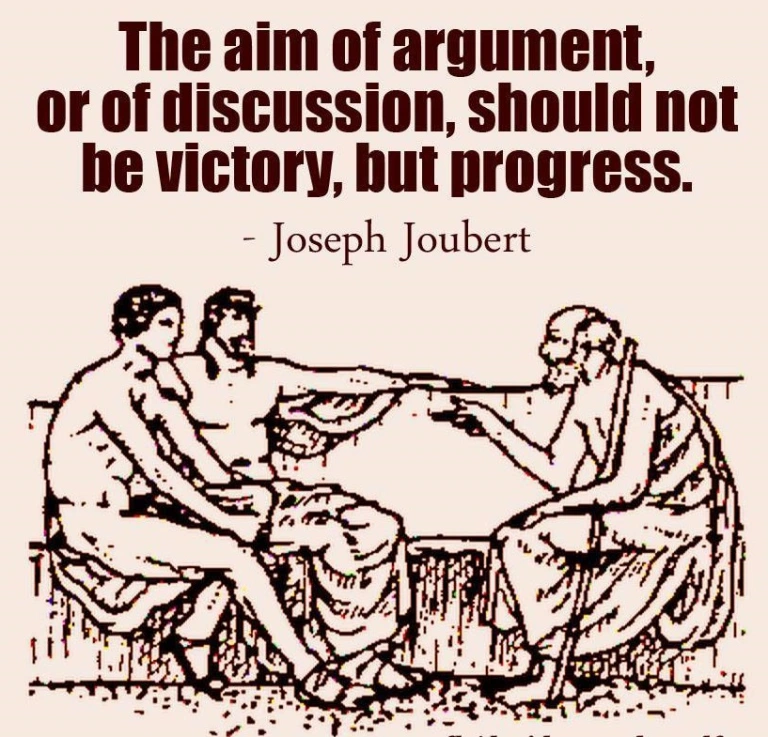 The aim of argument,
or of discussion, should not
be victory, but progress.
- Joseph Joubert